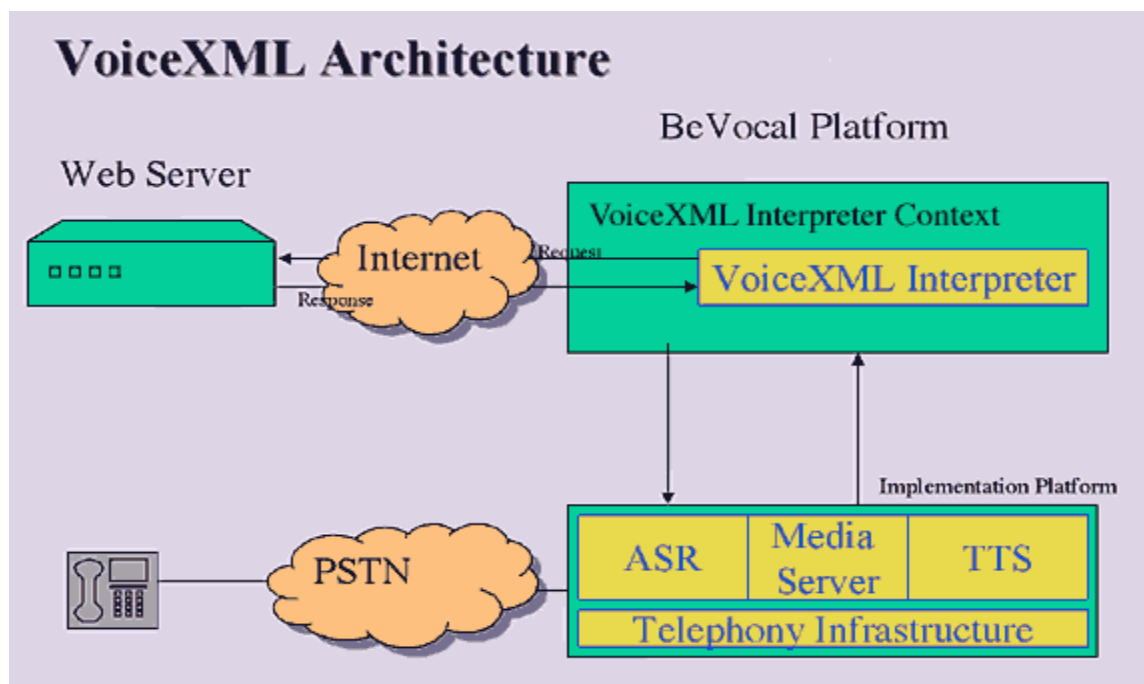 VoiceXML Architecture
BeVocal Platform
Web Server
VoiceXML Interpreter Context
Internet
Request
VoiceXML Interpreter
Response
Implementation Platform
ASR
Media
Server
TTS
PSTN
Telephony Infrastructure